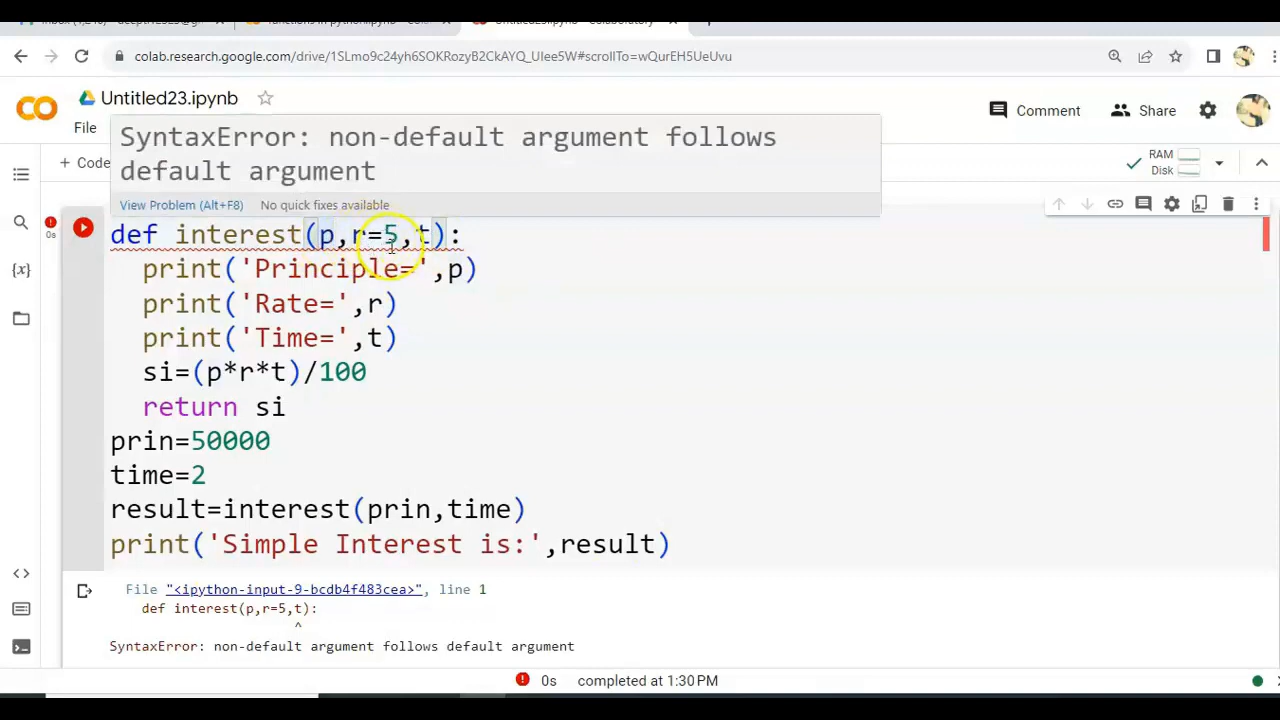 colab.research.google.com/drive/1SLmo9c24yh6SOKRozyB2CkAYQ_UIee5W#scrollTo=wQurEH5UeUvu
CO
Untitled23.ipynb
Comment
Share
File
SyntaxError: non-default argument follows
default argument
View Problem (Alt+F8) No quick fixes available
+ Code
RAM
Disk
0s
def interest(p,r=5,t):
print('Principle=',p)
print('Rate=',r)
print('Time=',t)
si=(p*r*t)/100
return si
prin=50000
time=2
result=interest(prin,time)
print('Simple Interest is:',result)
File "<ipython-input-9-bcdb4f483cea>", line 1
def interest(p,r=5,t):
^
SyntaxError: non-default argument follows default argument
0s completed at 1:30 PM